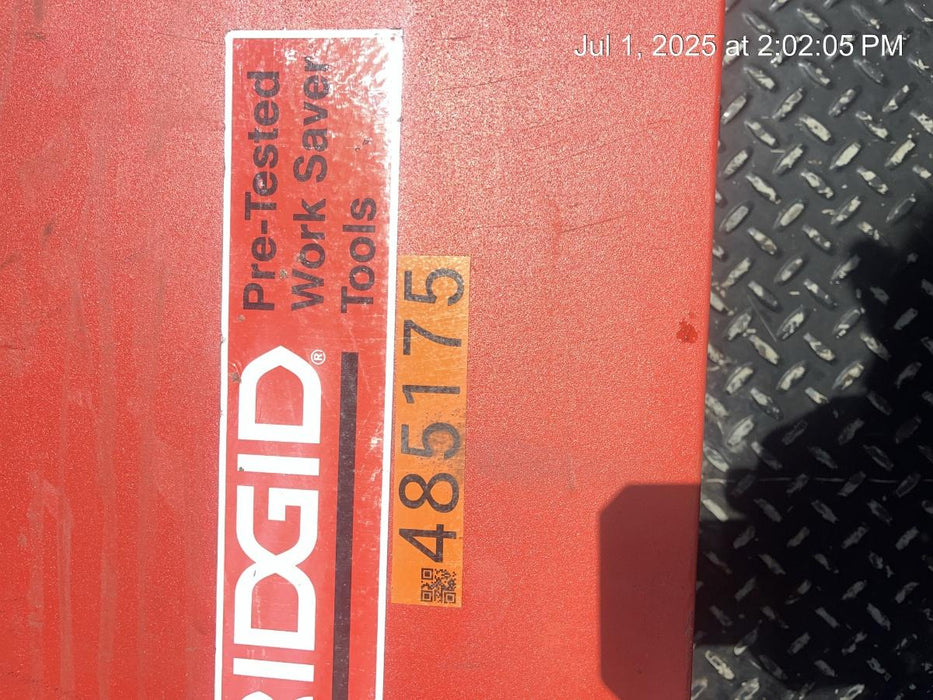 Jul 1, 2025 at 2:02:05 PM
RIDGID®
Pre-Tested
Work Saver
Tools
485175